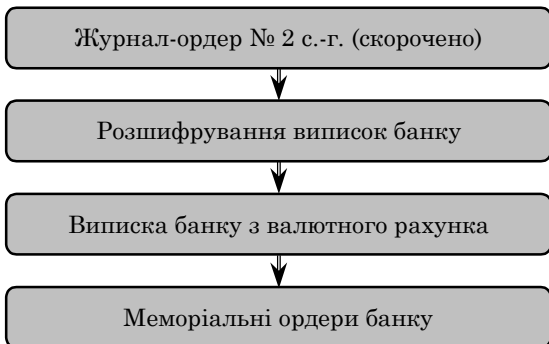 Журнал-ордер № 2 с.-г. (скорочено)
Розшифрування виписок банку
Виписка банку з валютного рахунка
Меморіальні ордери банку